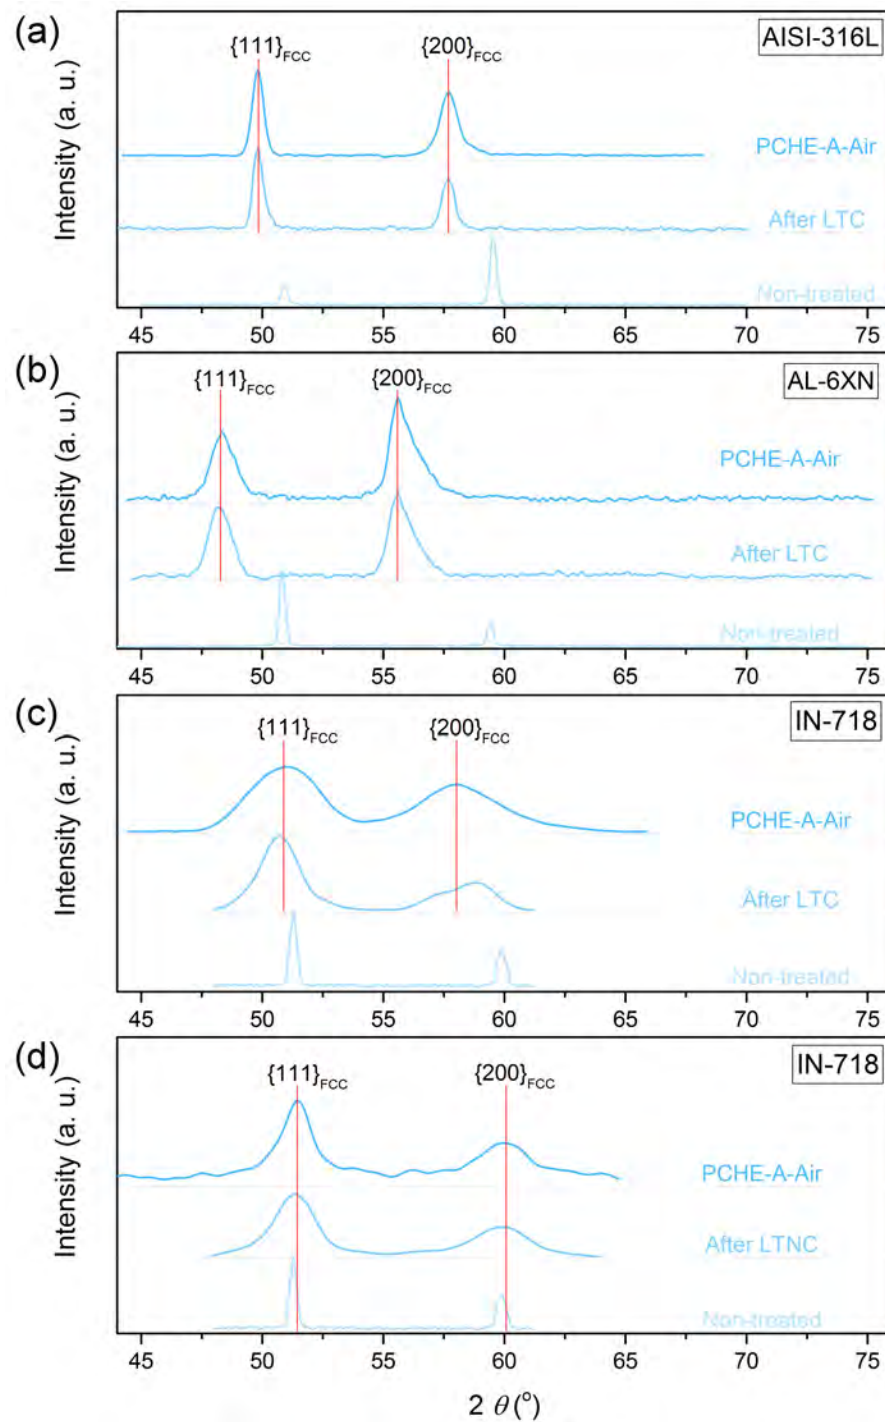 (a)
AISI-316L
{111}FCC
{200}FCC
Intensity (a. u.)
PCHE-A-Air
After LTC
Non-treated
45 50 55 60 65 70 75
(b)
AL-6XN
{111}FCC
{200}FCC
Intensity (a. u.)
PCHE-A-Air
After LTC
Non-treated
45 50 55 60 65 70 75
(c)
IN-718
{111}FCC
{200}FCC
Intensity (a. u.)
PCHE-A-Air
After LTC
Non-treated
45 50 55 60 65 70 75
(d)
IN-718
{111}FCC
{200}FCC
Intensity (a. u.)
PCHE-A-Air
After LTNC
Non-treated
45 50 55 60 65 70 75
2 θ (°)